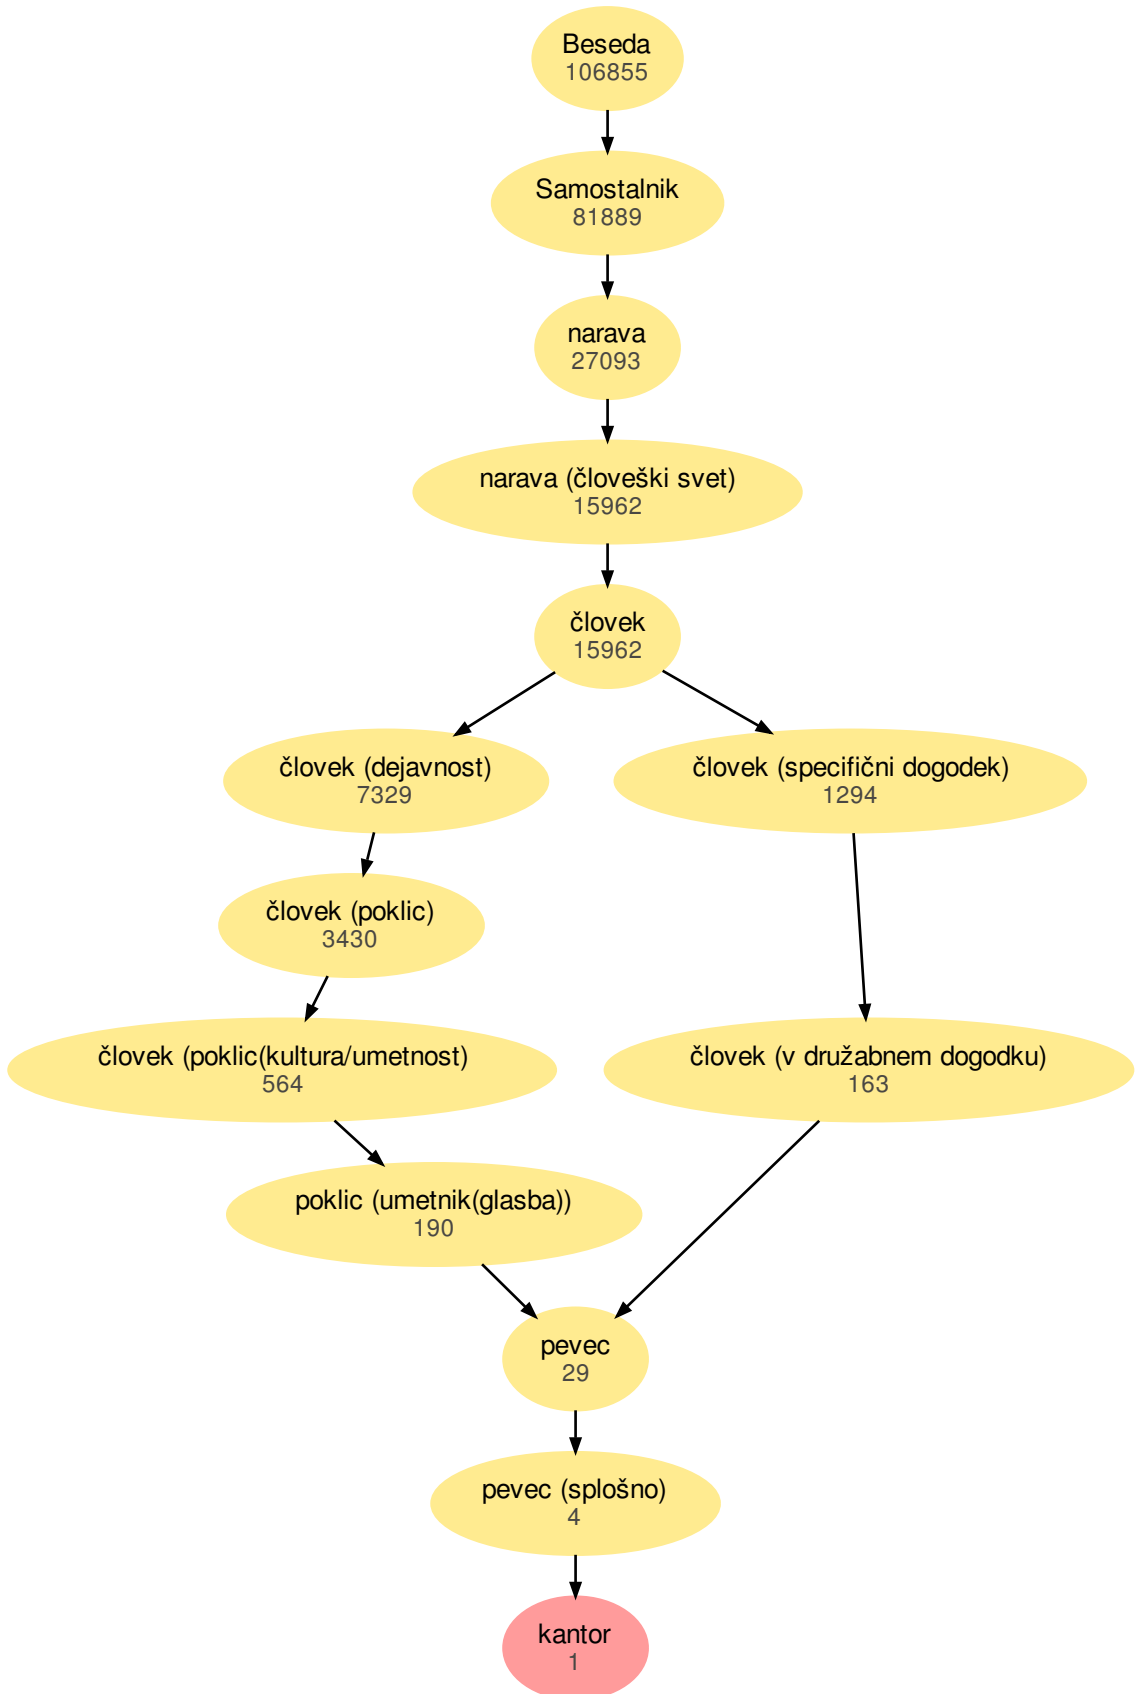 Beseda
106855
Samostalnik
81889
narava
27093
narava (človeški svet)
15962
človek
15962
človek (dejavnost)
7329
človek (specifični dogodek)
1294
človek (poklic)
3430
človek (poklic(kultura/umetnost)
564
človek (v družabnem dogodku)
163
poklic (umetnik(glasba))
190
pevec
29
pevec (splošno)
4
kantor
1